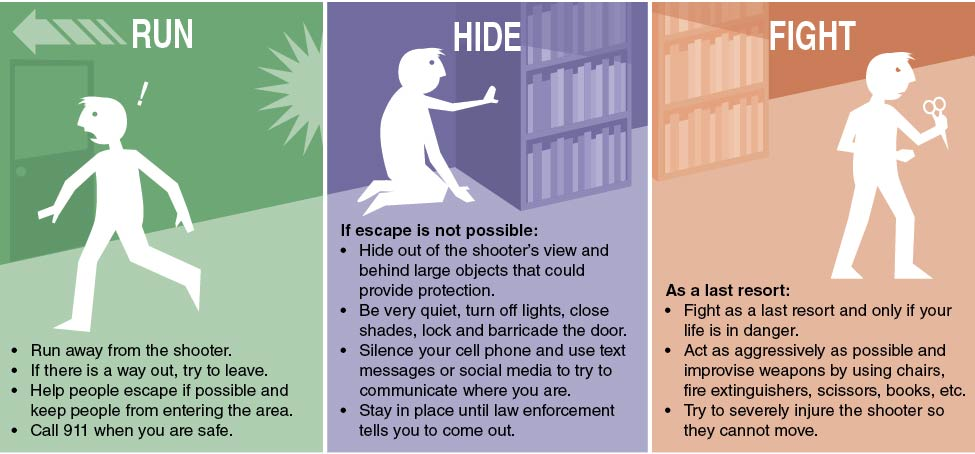 RUN
• Run away from the shooter.
• If there is a way out, try to leave.
• Help people escape if possible and
keep people from entering the area.
• Call 911 when you are safe.
HIDE
If escape is not possible:
• Hide out of the shooter’s view and
behind large objects that could
provide protection.
• Be very quiet, turn off lights, close
shades, lock and barricade the door.
• Silence your cell phone and use text
messages or social media to try to
communicate where you are.
• Stay in place until law enforcement
tells you to come out.
FIGHT
As a last resort:
• Fight as a last resort and only if your
life is in danger.
• Act as aggressively as possible and
improvise weapons by using chairs,
fire extinguishers, scissors, books, etc.
• Try to severely injure the shooter so
they cannot move.
!